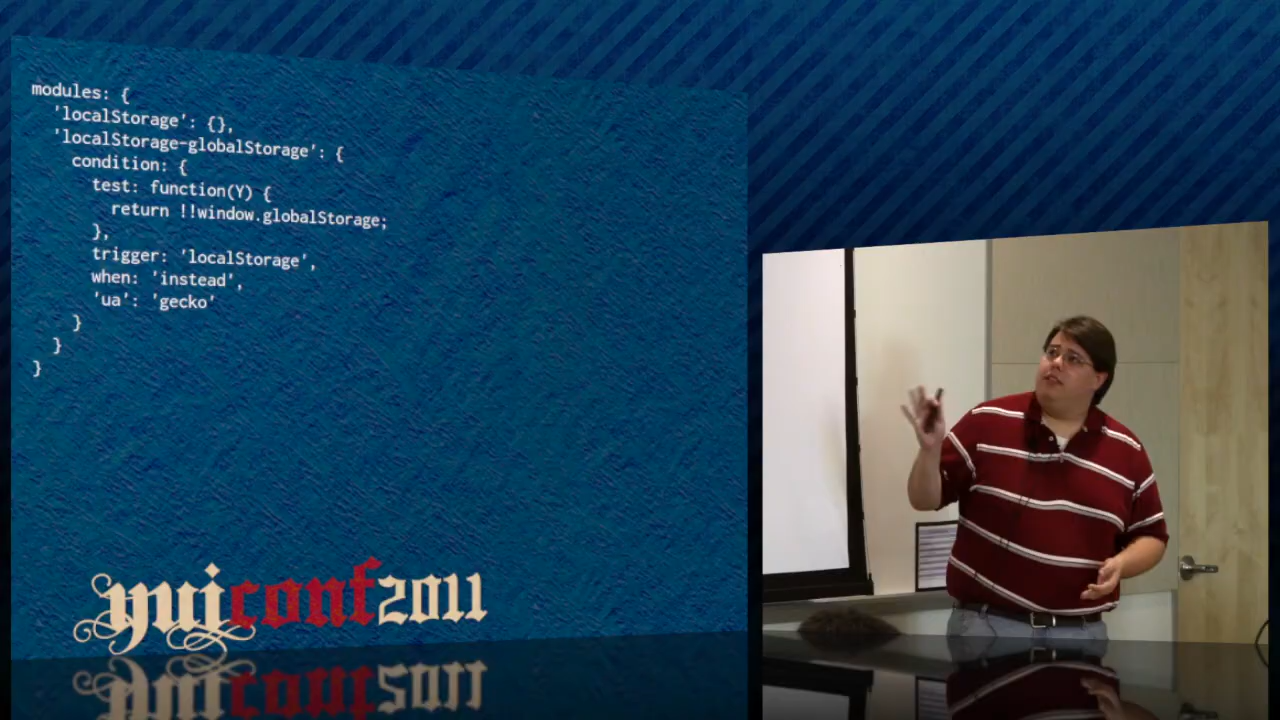 modules: {
'localStorage': {},
'localStorage-globalStorage': {
condition: {
test: function(Y) {
return !!window.globalStorage;
},
trigger: 'localStorage',
when: 'instead',
'ua': 'gecko'
}
}
}
yuiconf2011